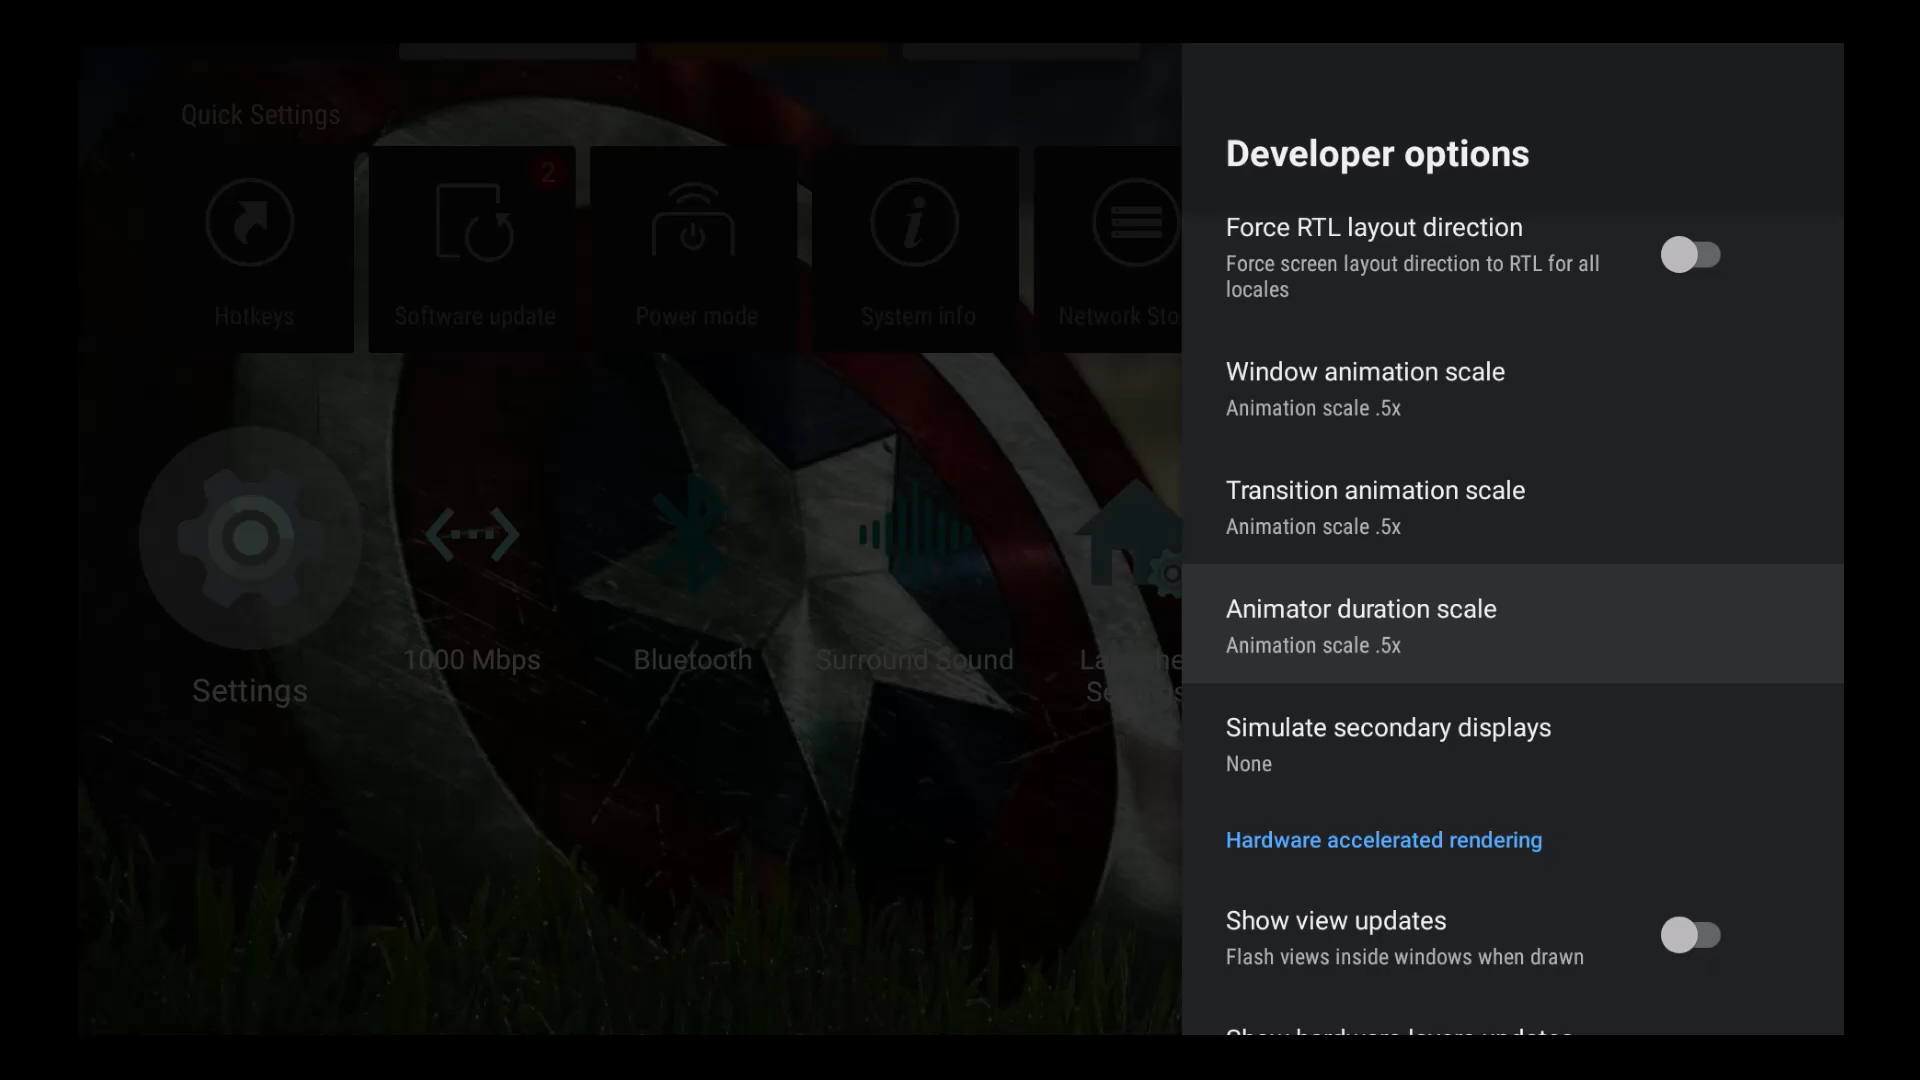 Quick Settings
2
Hotkeys
Software update
Power mode
System info
Network Sto
Settings
1000 Mbps
Bluetooth
Surround Sound
Developer options
Force RTL layout direction
Force screen layout direction to RTL for all
locales
Window animation scale
Animation scale .5x
Transition animation scale
Animation scale .5x
Animator duration scale
Animation scale .5x
Simulate secondary displays
None
Hardware accelerated rendering
Show view updates
Flash views inside windows when drawn